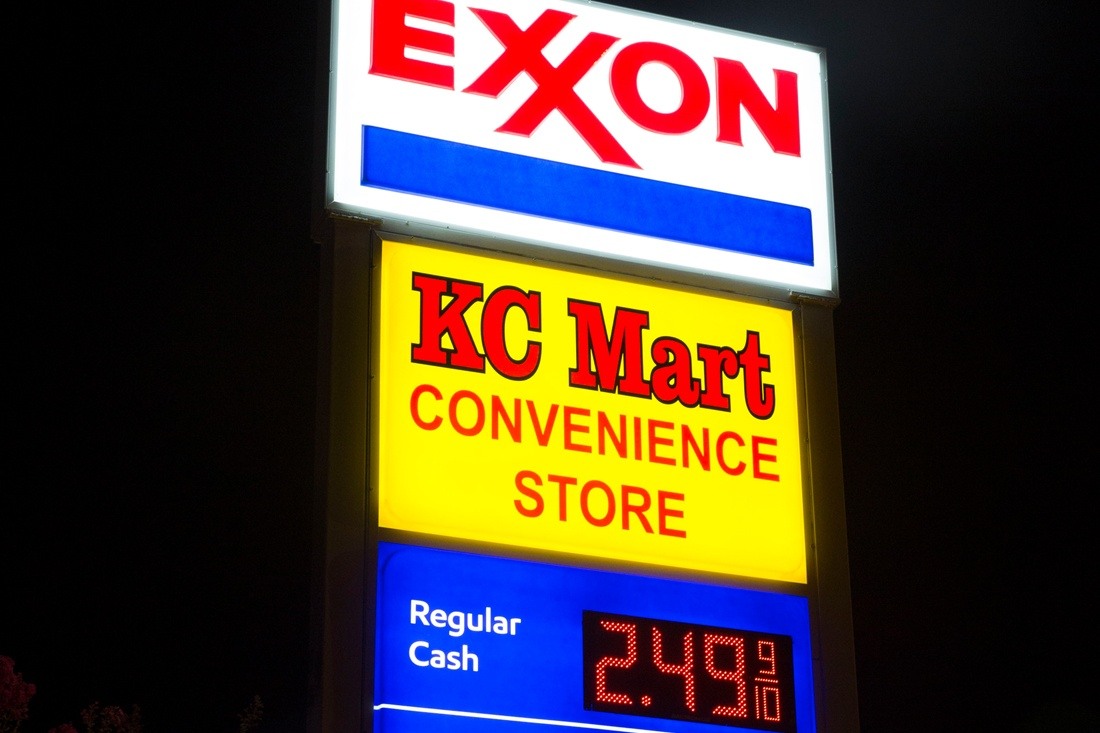 EXXON
KC Mart
CONVENIENCE
STORE
Regular
Cash
2.49 9/10